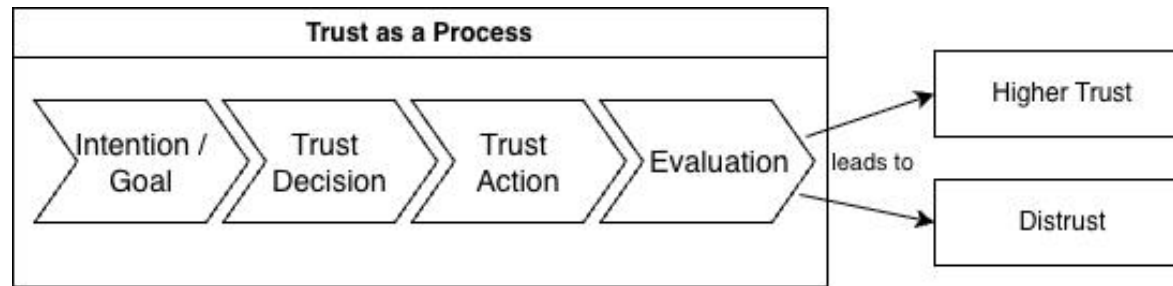 Trust as a Process
Intention /
Goal
Trust
Decision
Trust
Action
Evaluation
leads to
Higher Trust
Distrust